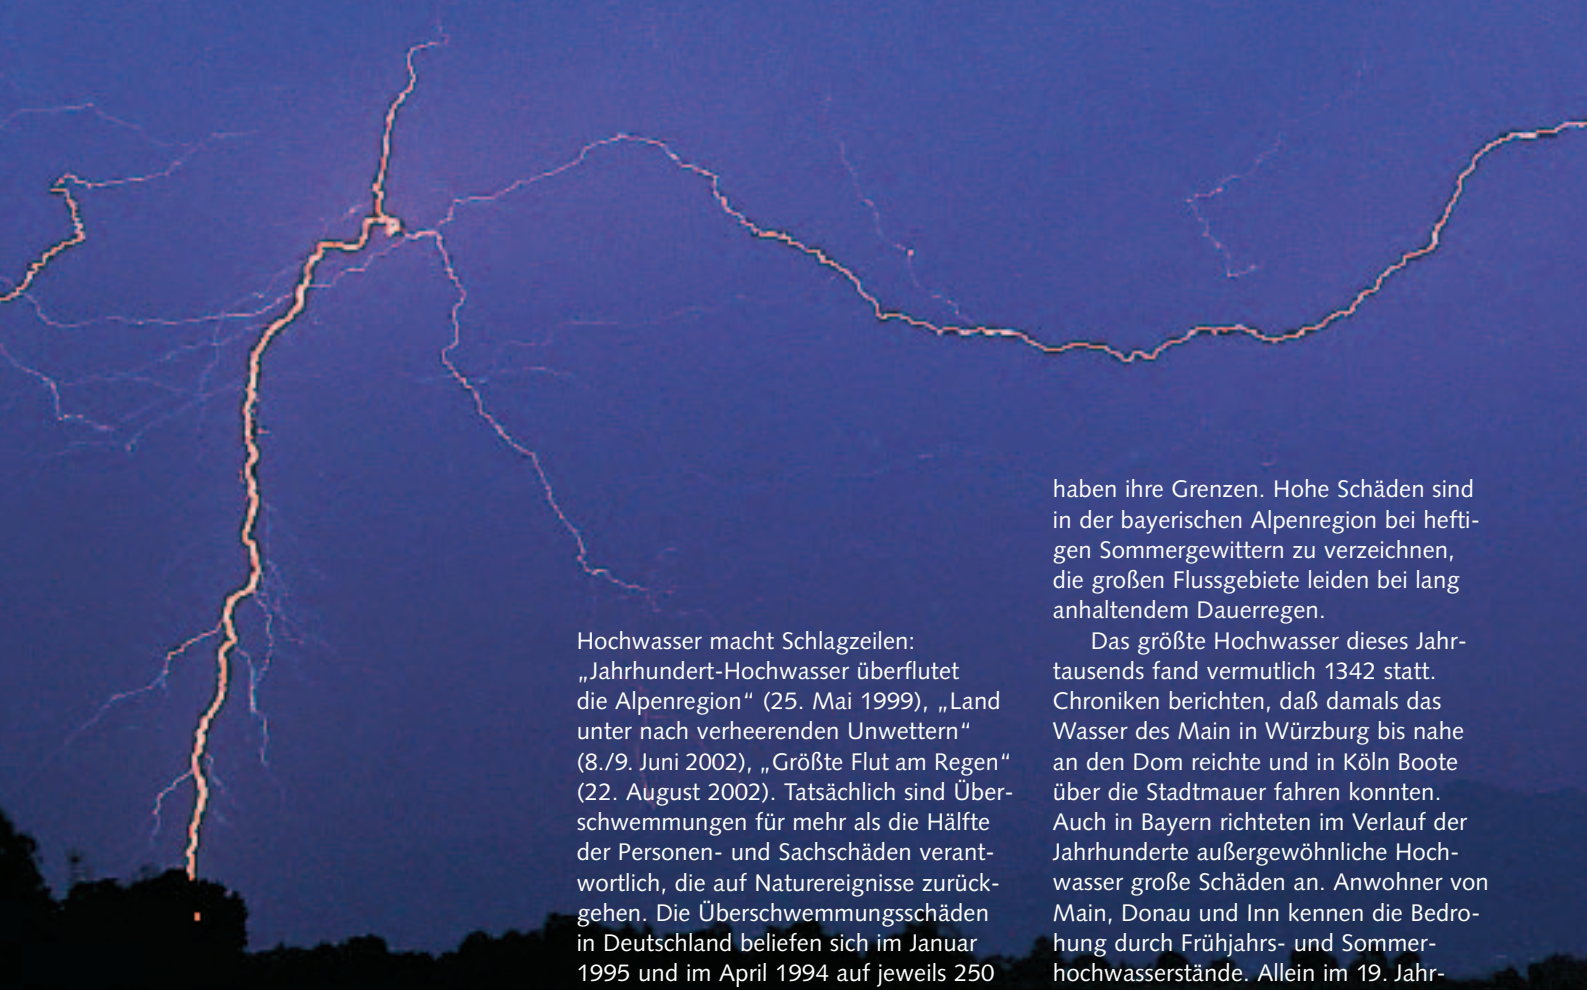 Hochwasser macht Schlagzeilen:
„Jahrhundert-Hochwasser überflutet
die Alpenregion“ (25. Mai 1999), „Land
unter nach verheerenden Unwettern“
(8./9. Juni 2002), „Größte Flut am Regen“
(22. August 2002). Tatsächlich sind Über-
schwemmungen für mehr als die Hälfte
der Personen- und Sachschäden verant-
wortlich, die auf Naturereignisse zurück-
gehen. Die Überschwemmungsschäden
in Deutschland beliefen sich im Januar
1995 und im April 1994 auf jeweils 250
haben ihre Grenzen. Hohe Schäden sind
in der bayerischen Alpenregion bei hefti-
gen Sommergewittern zu verzeichnen,
die großen Flussgebiete leiden bei lang
anhaltendem Dauerregen.
Das größte Hochwasser dieses Jahr-
tausends fand vermutlich 1342 statt.
Chroniken berichten, daß damals das
Wasser des Main in Würzburg bis nahe
an den Dom reichte und in Köln Boote
über die Stadtmauer fahren konnten.
Auch in Bayern richteten im Verlauf der
Jahrhunderte außergewöhnliche Hoch-
wasser große Schäden an. Anwohner von
Main, Donau und Inn kennen die Bedro-
hung durch Frühjahrs- und Sommer-
hochwasserstände. Allein im 19. Jahr-